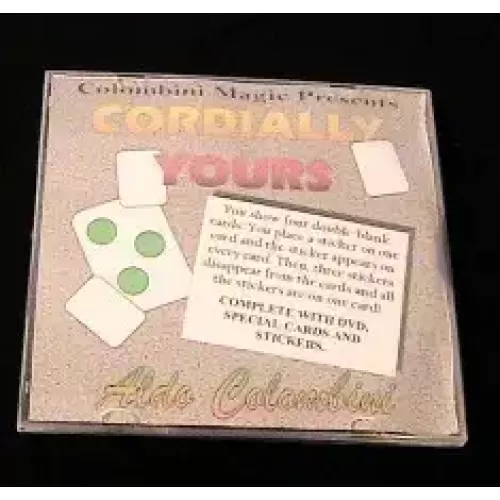 Colombini Magic Presents
CORDIALLY
YOURS
You show four double-blank
cards. You place a sticker on one
card and the sticker appears on
every card. Then, three stickers
disappear from the cards and all
the stickers are on one card!
COMPLETE WITH DVD,
SPECIAL CARDS AND
STICKERS.
Aldo Colombini